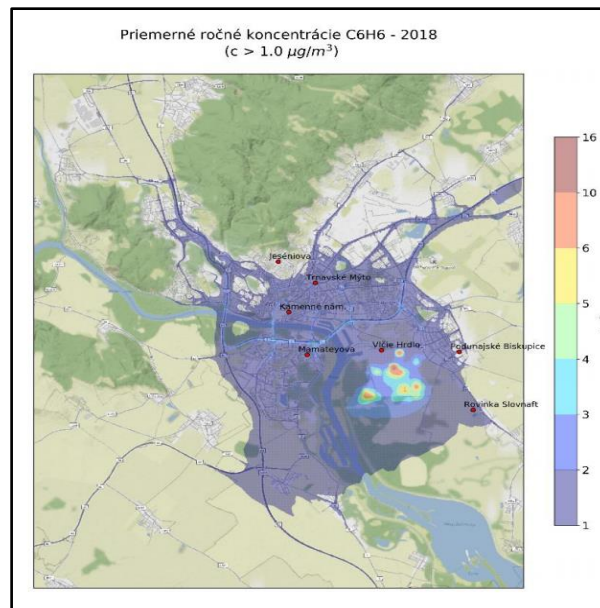 Priemerné ročné koncentrácie C6H6 - 2018
(c > 1.0 μg/m³)
16
10
6
5
4
3
2
1
Jeséniova
Trnavské Mýto
Kamenné nám.
Mamateyova
Vlčie Hrdlo
Podunajské Biskupice
Rovinka Slovnaft